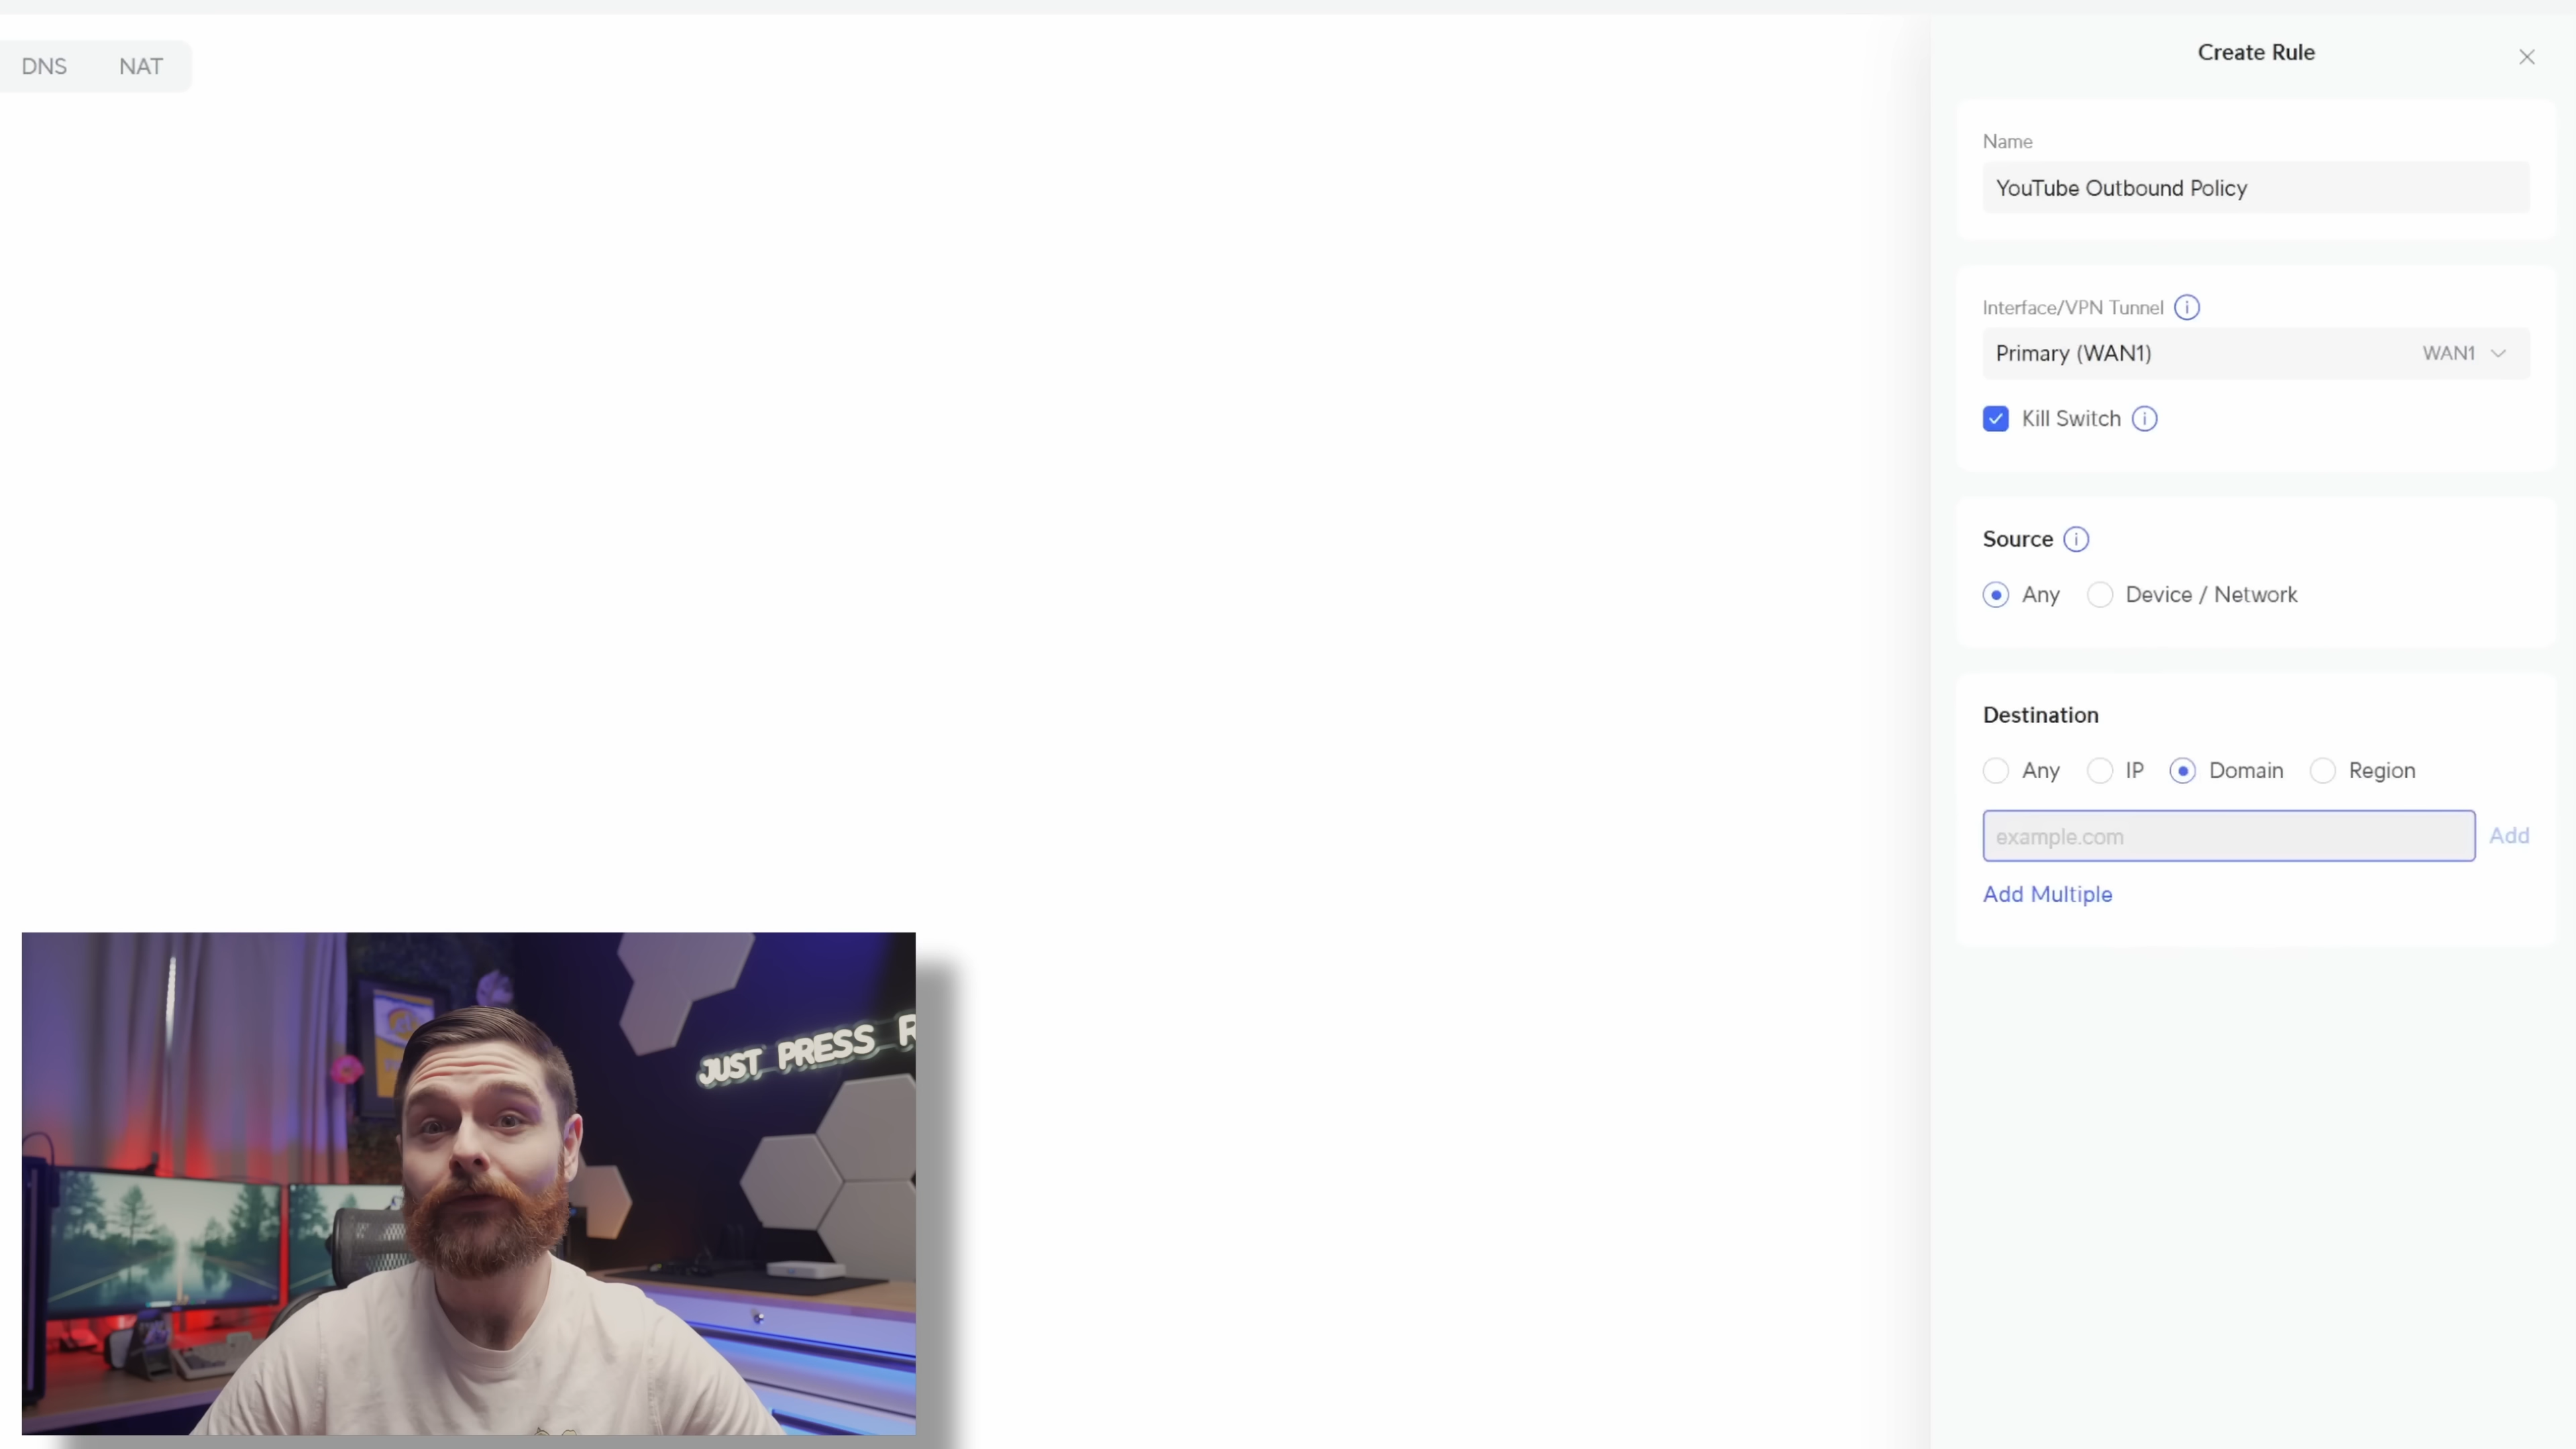 DNS NAT
Create Rule
Name
YouTube Outbound Policy
Interface/VPN Tunnel
Primary (WAN1) WAN1
Kill Switch
Source
Any Device / Network
Destination
Any IP Domain Region
example.com Add
Add Multiple
JUST PRESS R